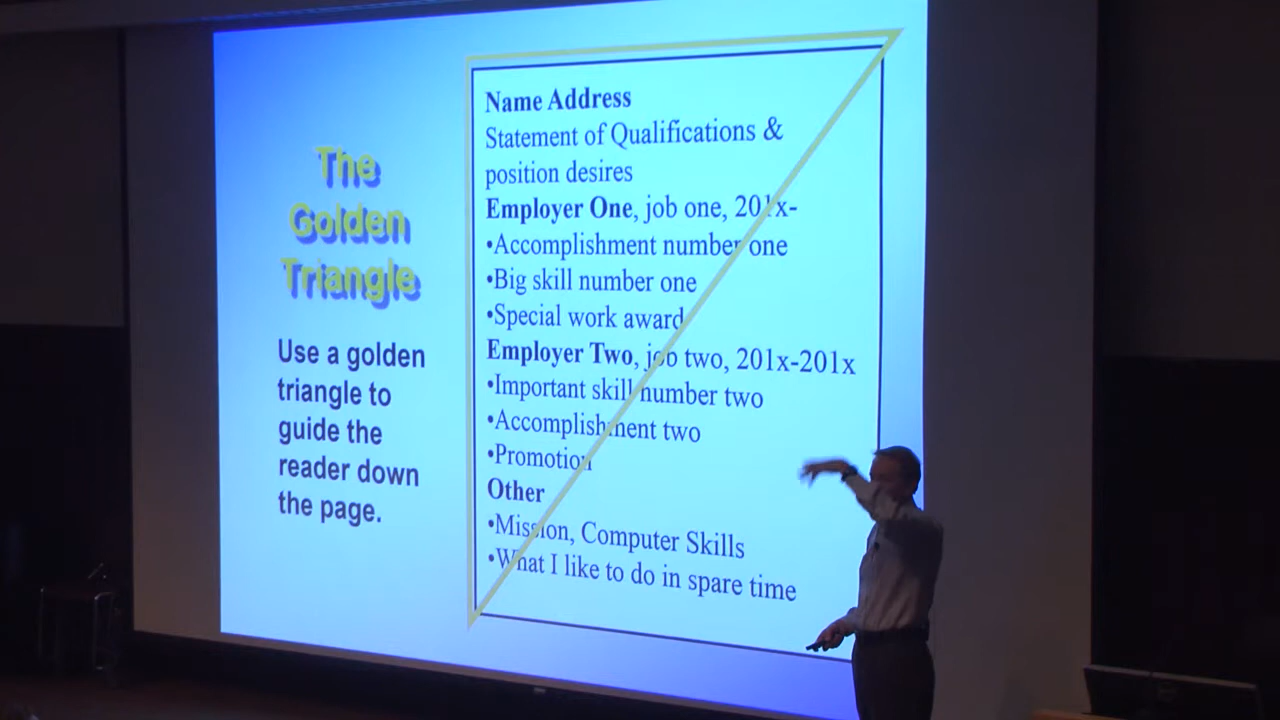 The
Golden
Triangle
Use a golden
triangle to
guide the
reader down
the page.
Name Address
Statement of Qualifications &
position desires
Employer One, job one, 201x-
•Accomplishment number one
•Big skill number one
•Special work award
Employer Two, job two, 201x-201x
•Important skill number two
•Accomplishment two
•Promotion
Other
•Mission, Computer Skills
•What I like to do in spare time